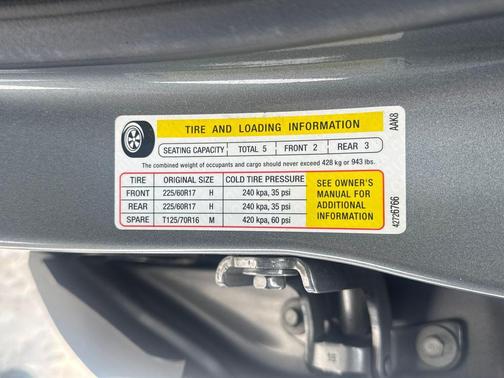 TIRE AND LOADING INFORMATION
SEATING CAPACITY TOTAL 5 FRONT 2 REAR 3
The combined weight of occupants and cargo should never exceed 428 kg or 943 lbs.
TIRE ORIGINAL SIZE COLD TIRE PRESSURE
FRONT 225/60R17 H 240 kpa, 35 psi
REAR 225/60R17 H 240 kpa, 35 psi
SPARE T125/70R16 M 420 kpa, 60 psi
SEE OWNER'S
MANUAL FOR
ADDITIONAL
INFORMATION
AAK8
42726766